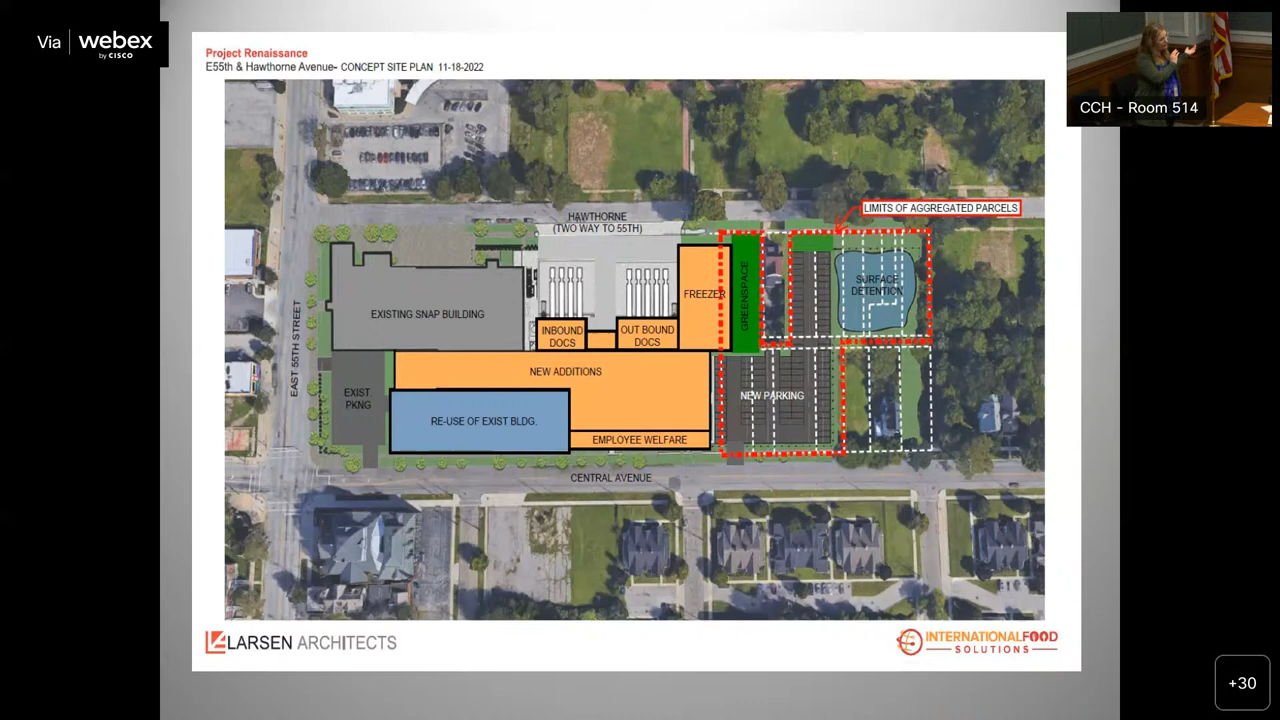 Via webex
by CISCO
CCH - Room 514
Project Renaissance
E55th & Hawthorne Avenue- CONCEPT SITE PLAN 11-18-2022
LIMITS OF AGGREGATED PARCELS
HAWTHORNE
(TWO WAY TO 55TH)
EAST 55TH STREET
EXISTING SNAP BUILDING
FREEZER
GREENSPACE
SURFACE
DETENTION
INBOUND
DOCS
OUT BOUND
DOCS
NEW ADDITIONS
EXIST.
PKNG
NEW PARKING
RE-USE OF EXIST BLDG.
EMPLOYEE WELFARE
CENTRAL AVENUE
LARSEN ARCHITECTS
INTERNATIONAL FOOD
SOLUTIONS
+30